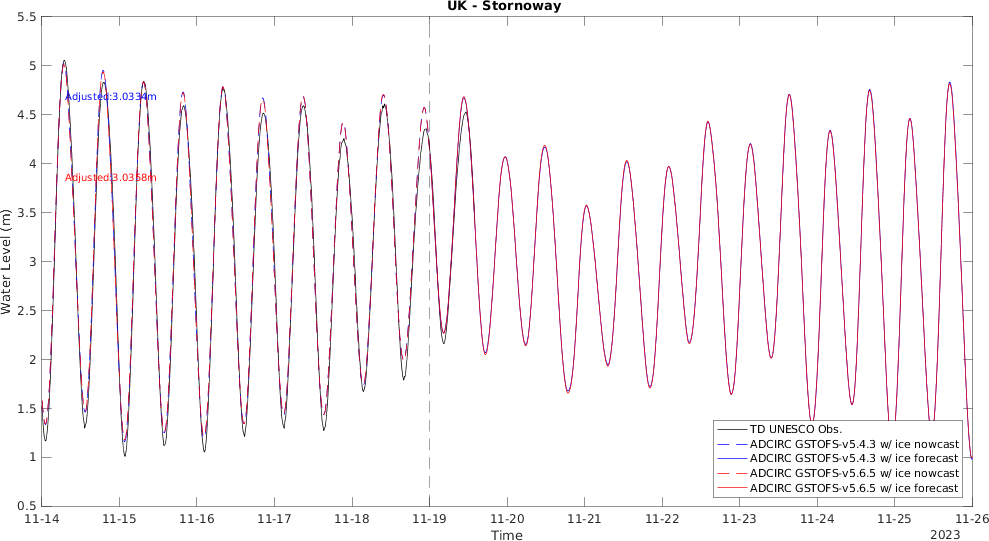 UK - Stornoway
5.5
5
4.5
4
3.5
3
2.5
2
1.5
1
0.5
Water Level (m)
Adjusted:3.0334m
Adjusted:3.0358m
TD UNESCO Obs.
ADCIRC GSTOFS-v5.4.3 w/ ice nowcast
ADCIRC GSTOFS-v5.4.3 w/ ice forecast
ADCIRC GSTOFS-v5.6.5 w/ ice nowcast
ADCIRC GSTOFS-v5.6.5 w/ ice forecast
11-14 11-15 11-16 11-17 11-18 11-19 11-20 11-21 11-22 11-23 11-24 11-25 11-26
Time
2023